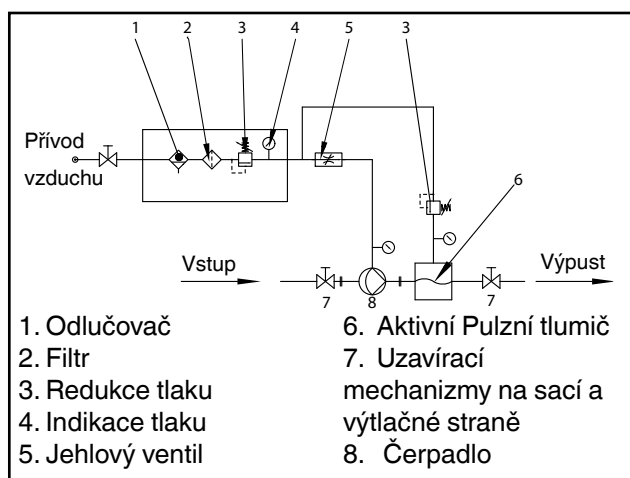 1 2 3 4 5 3
Přívod
vzduchu
6
Vstup
Výpust
7 8 7
1. Odlučovač
2. Filtr
3. Redukce tlaku
4. Indikace tlaku
5. Jehlový ventil
6. Aktivní Pulzní tlumič
7. Uzavírací
mechanizmy na sací a
výtlačné straně
8. Čerpadlo